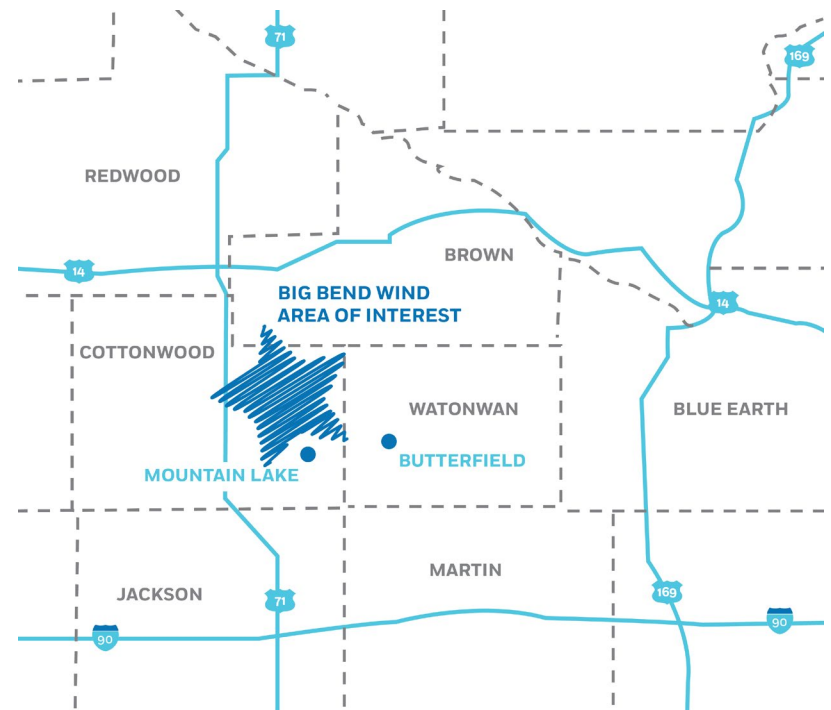 71
169
REDWOOD
BROWN
14
BIG BEND WIND
AREA OF INTEREST
14
COTTONWOOD
WATONWAN
BLUE EARTH
BUTTERFIELD
MOUNTAIN LAKE
MARTIN
JACKSON
71
169
90
90